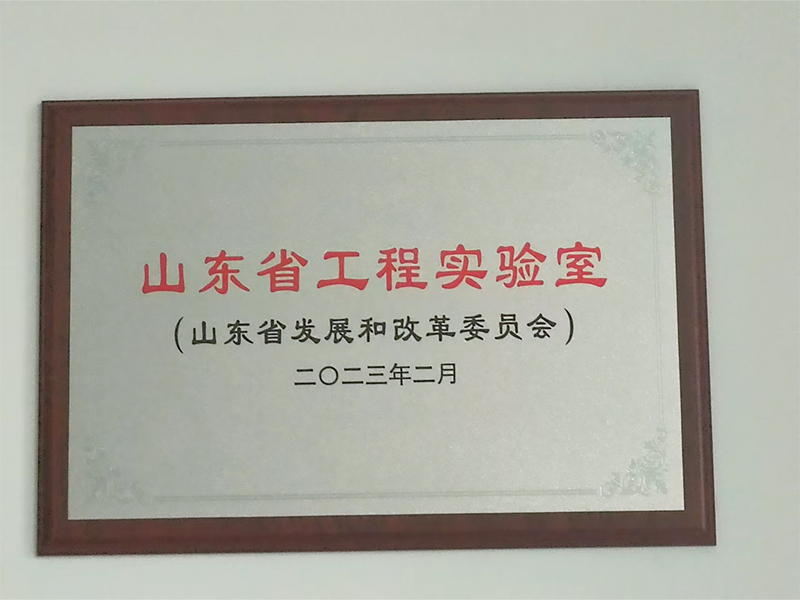 山东省工程实验室
(山东省发展和改革委员会)
二〇二三年二月